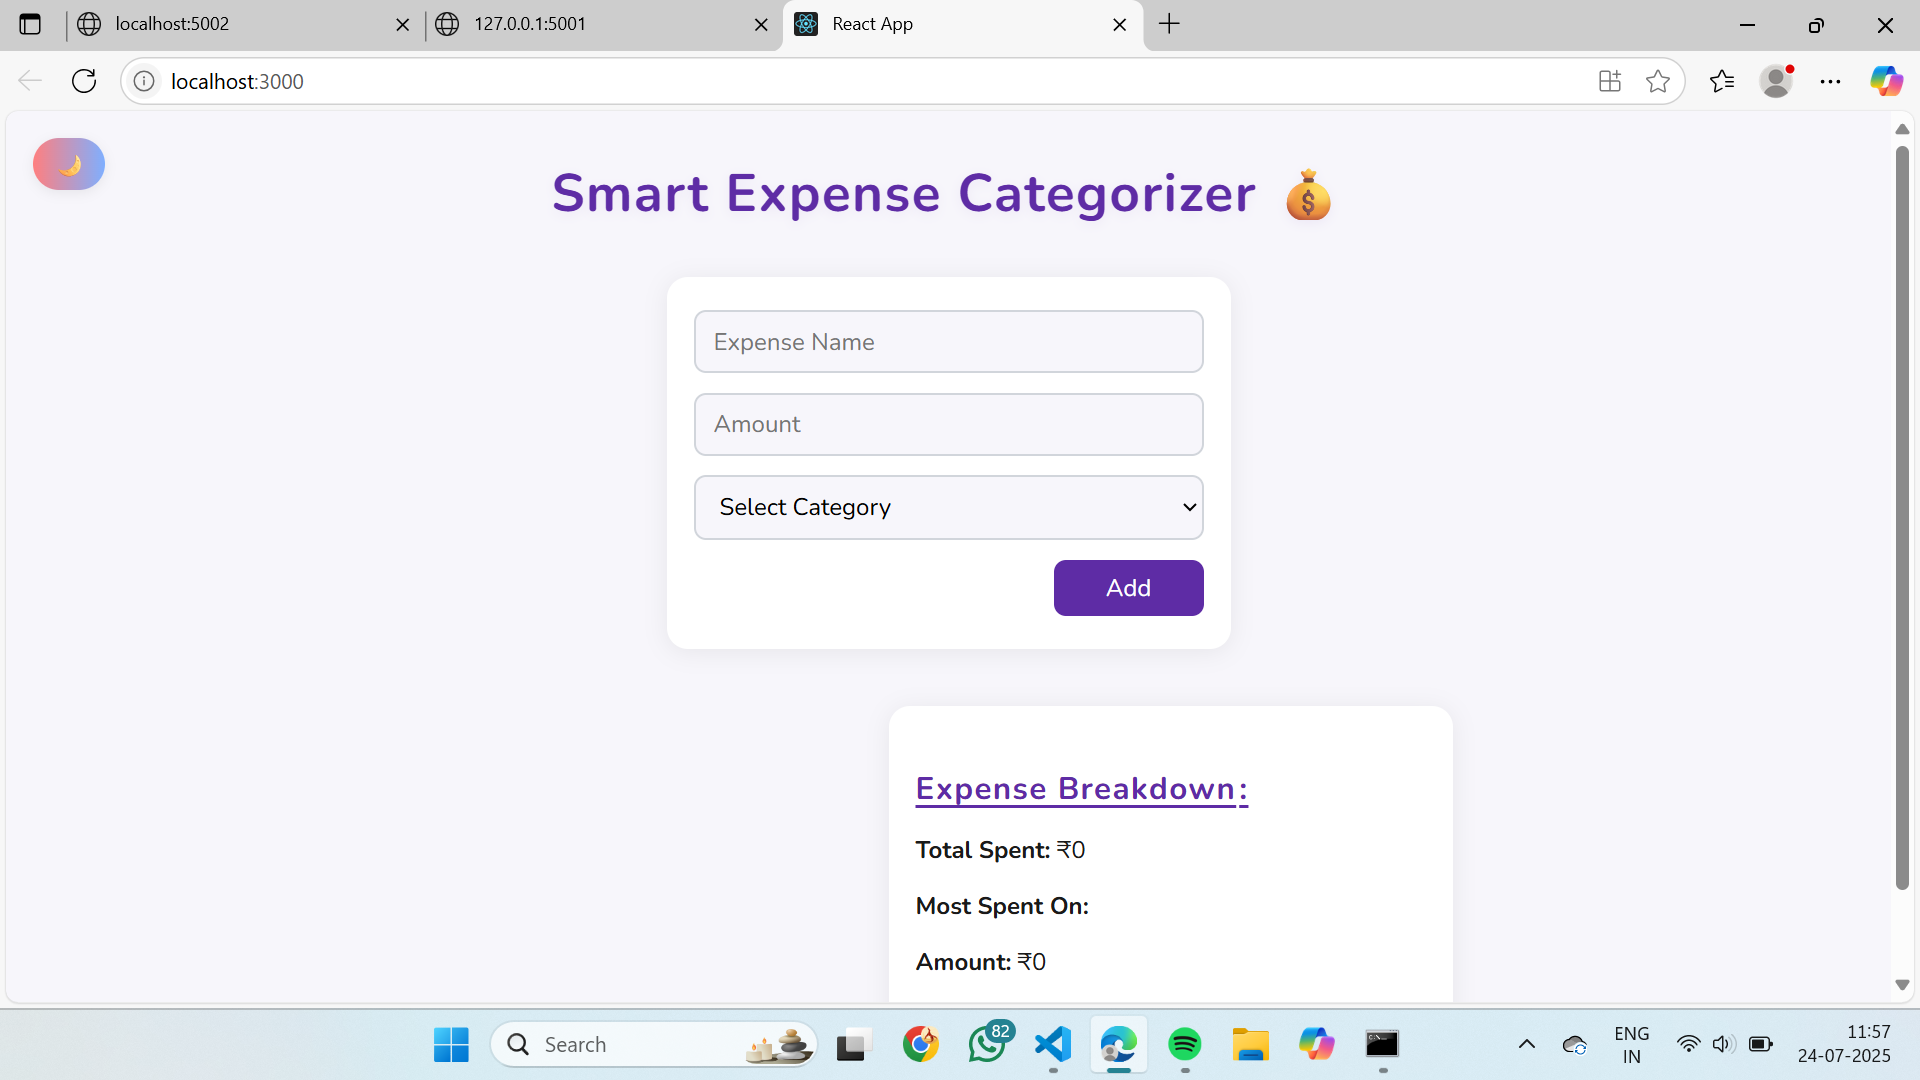 localhost:5002
127.0.0.1:5001
React App
localhost:3000
Smart Expense Categorizer 💰
Expense Name
Amount
Select Category
Add
Expense Breakdown:
Total Spent: ₹0
Most Spent On:
Amount: ₹0
Search
82
ENG
IN
11:57
24-07-2025